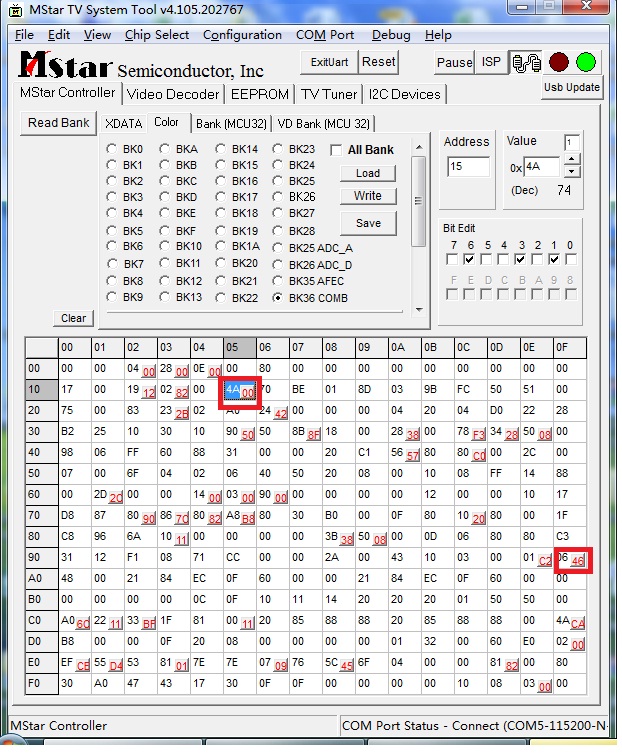 MStar TV System Tool v4.105.202767
File Edit View Chip Select Configuration COM Port Debug Help
MStar Semiconductor, Inc
ExitUart Reset Pause ISP
Usb Update
MStar Controller Video Decoder EEPROM TV Tuner I2C Devices
Read Bank
XDATA Color Bank (MCU32) VD Bank (MCU 32)
BK0 BKA BK14 BK23
BK1 BKB BK15 BK24
BK2 BKC BK16 BK25
BK3 BKD BK17 BK26
BK4 BKE BK18 BK27
BK5 BKF BK19 BK28
BK6 BK10 BK1A BK25 ADC_A
BK7 BK11 BK20 BK26 ADC_D
BK8 BK12 BK21 BK35 AFEC
BK9 BK13 BK22 BK36 COMB
All Bank
Load
Write
Save
Clear
Address
15
Value 1
0x 4A
(Dec) 74
Bit Edit
7 6 5 4 3 2 1 0
F E D C B A 9 8
00 01 02 03 04 05 06 07 08 09 0A 0B 0C 0D 0E 0F
00 00 00 04 00 28 00 0E 00 00 80 00 00 00 00 00 00 00 00 00
10 17 00 19 12 02 82 00 4A 00 70 BE 01 8D 03 9B FC 50 51 00
20 75 00 83 23 2B 02 A0 24 42 00 00 00 04 20 04 D0 22 28
30 B2 25 10 30 10 90 50 50 8B 8F 18 00 28 38 00 78 F3 34 28 50 08 00
40 98 06 FF 60 88 31 00 00 20 C1 56 57 80 80 C0 00 2C 00
50 07 00 6F 04 02 06 40 50 20 08 00 10 08 FF 14 88
60 00 2D 20 00 00 14 00 03 00 90 00 00 00 00 00 12 00 00 10 17
70 D8 87 80 90 86 7C 80 82 A8 B8 80 30 B0 00 0F 80 10 20 80 00 1F
80 C8 96 6A 10 11 00 00 00 00 38 38 50 08 00 0D 06 80 80 C3
90 31 12 F1 08 71 CC 00 00 2A 00 43 10 03 00 01 C2 06 46
A0 48 00 21 84 EC 0F 60 00 00 21 84 EC 0F 60 00 00
B0 00 00 00 00 0C 0F 10 11 14 20 20 20 01 50 50 00
C0 A0 6C 22 11 33 BF 1F 81 00 11 20 85 88 88 20 85 88 88 00 4A CA
D0 B8 00 00 0F 20 08 00 00 00 00 01 32 00 60 E0 02 00
E0 EF CE 55 D4 53 81 01 7E 7E 07 09 76 5C 45 6F 04 00 00 81 82 00 80
F0 30 A0 47 43 17 30 0F 0F 00 00 00 00 10 08 03 00 00
MStar Controller COM Port Status - Connect (COM5-115200-N-